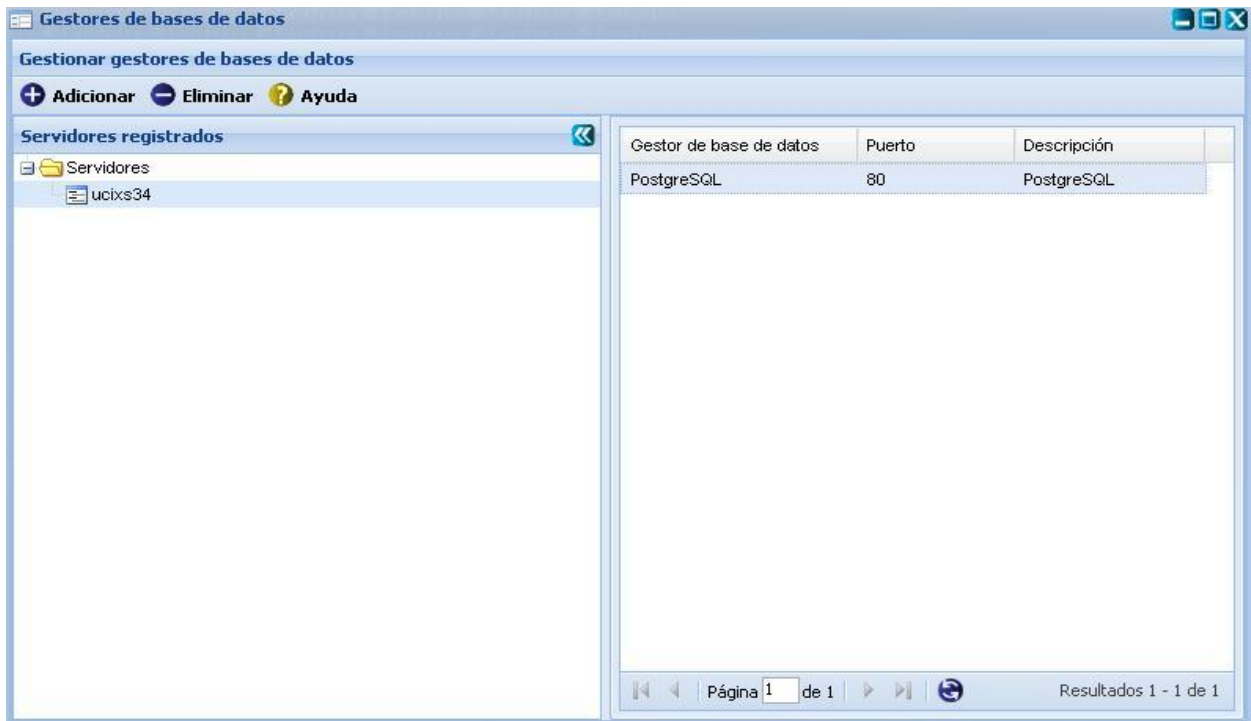 Gestores de bases de datos
Gestionar gestores de bases de datos
Adicionar Eliminar Ayuda
Servidores registrados
Servidores
ucixs34
Gestor de base de datos Puerto Descripción
PostgreSQL 80 PostgreSQL
Página 1 de 1 Resultados 1 - 1 de 1